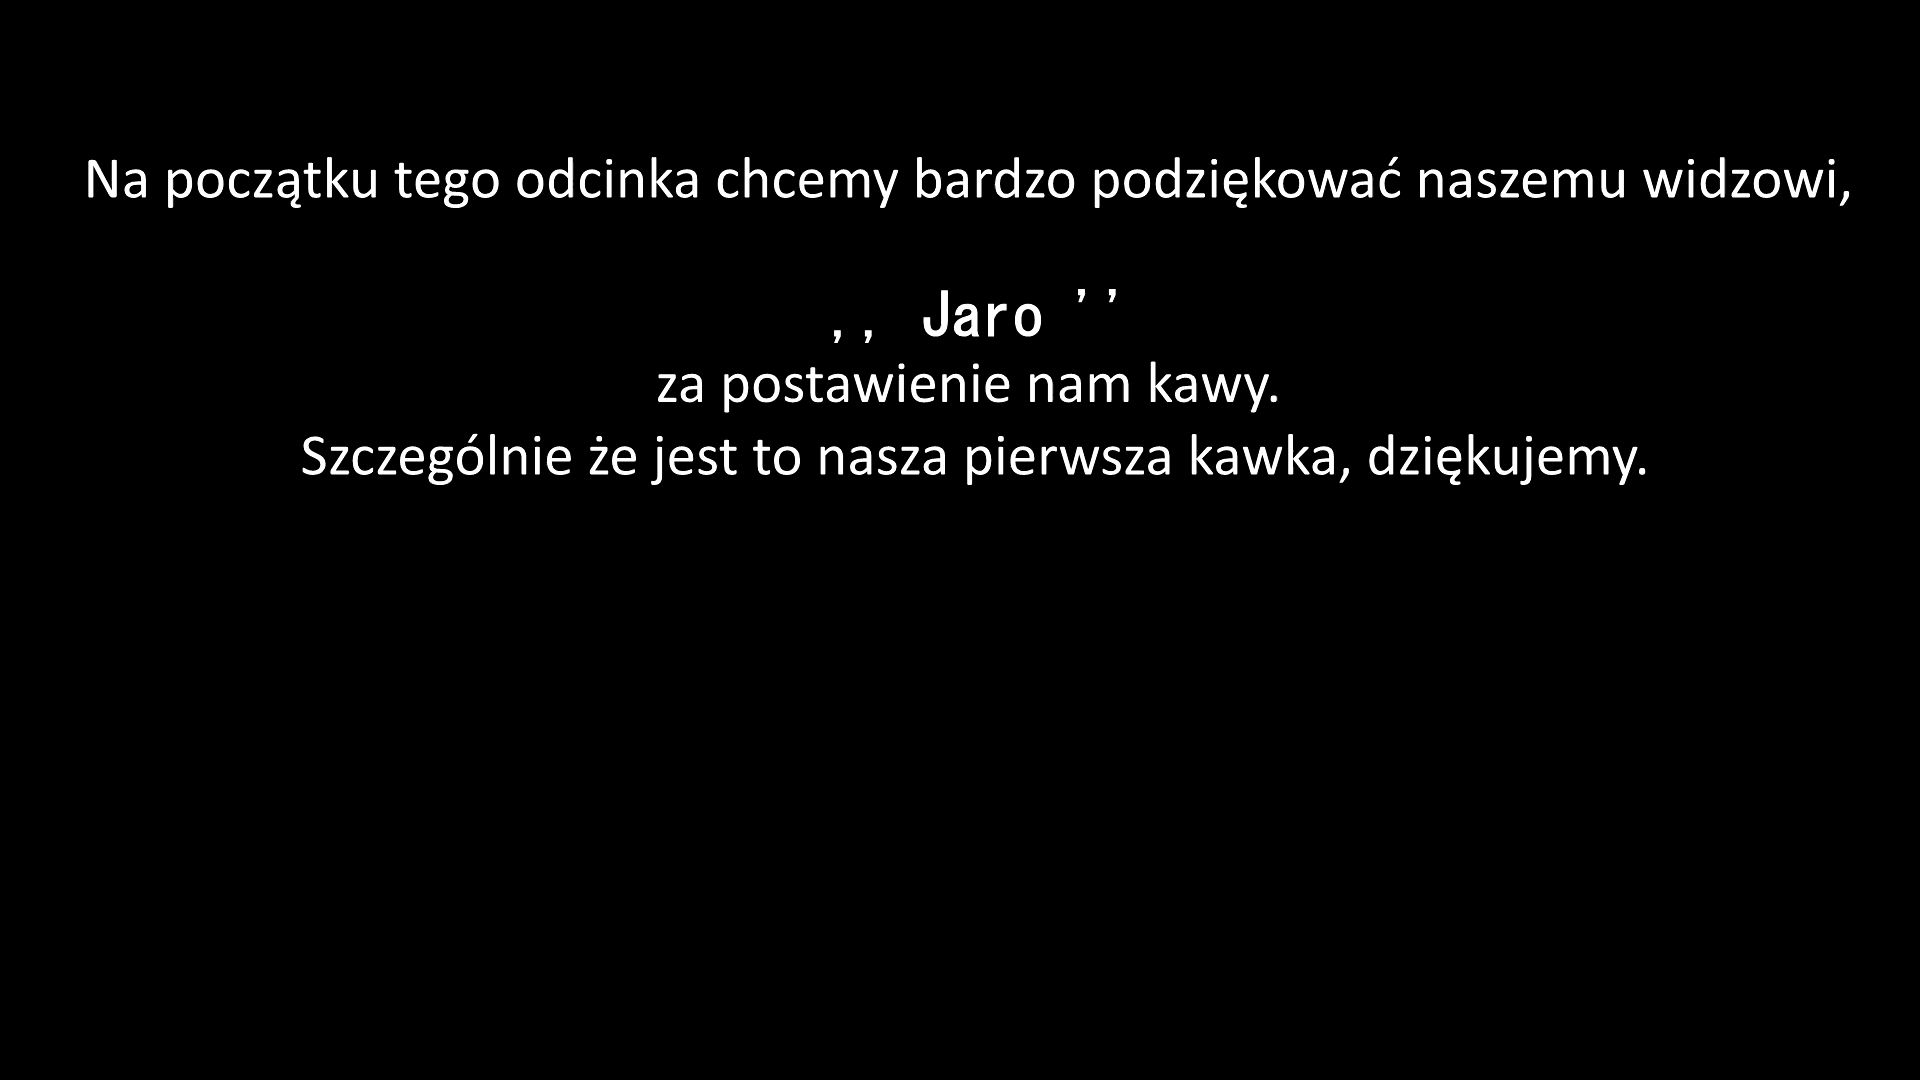 Na początku tego odcinka chcemy bardzo podziękować naszemu widzowi,
,, Jaro ’’
za postawienie nam kawy.
Szczególnie że jest to nasza pierwsza kawka, dziękujemy.